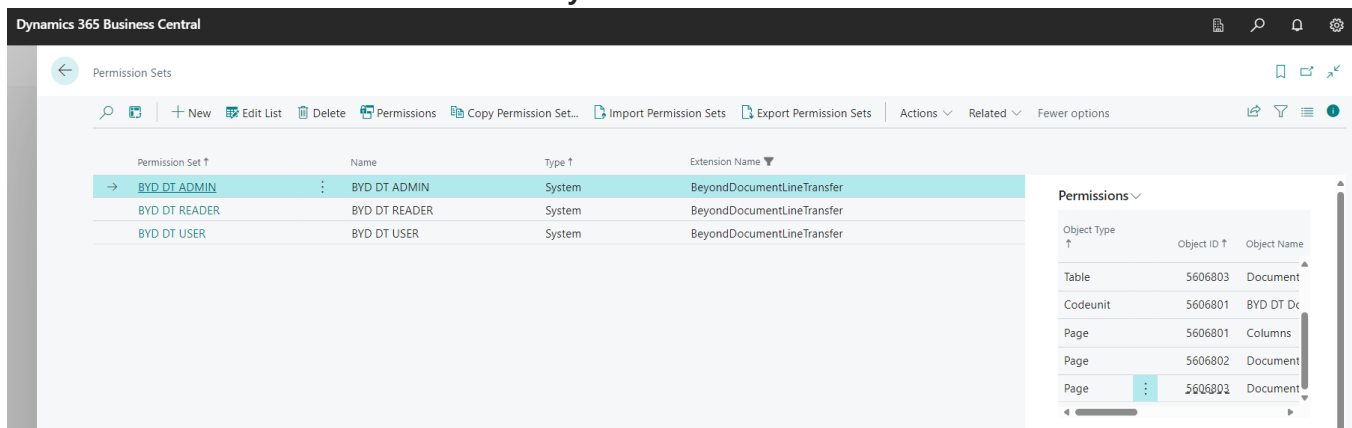 Dynamics 365 Business Central
Permission Sets
New Edit List Delete Permissions Copy Permission Set... Import Permission Sets Export Permission Sets Actions Related Fewer options
Permission Set ↑ Name Type ↑ Extension Name
BYD DT ADMIN BYD DT ADMIN System BeyondDocumentLineTransfer
BYD DT READER BYD DT READER System BeyondDocumentLineTransfer
BYD DT USER BYD DT USER System BeyondDocumentLineTransfer
Permissions
Object Type ↑ Object ID ↑ Object Name
Table 5606803 Document
Codeunit 5606801 BYD DT Do
Page 5606801 Columns
Page 5606802 Document
Page 5606803 Document